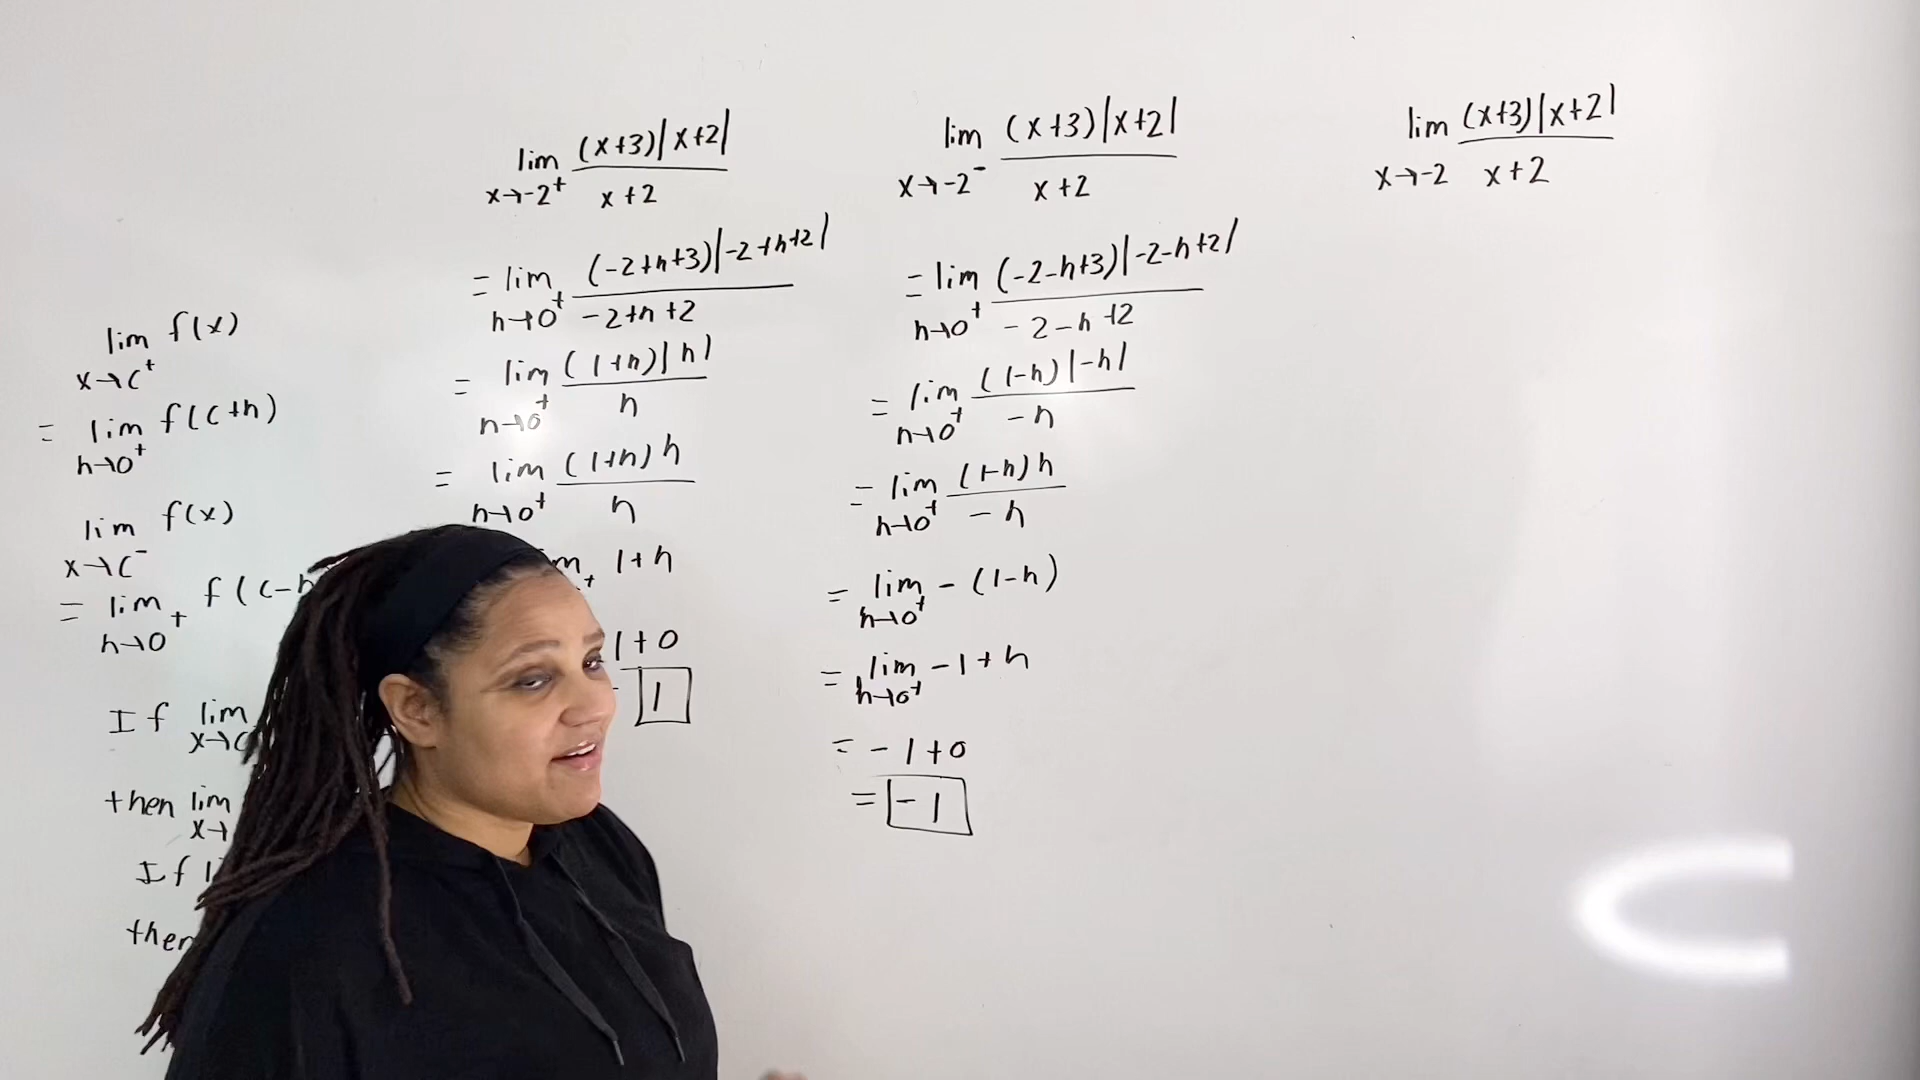 lim f(x)
x→c⁺
= lim f(c+h)
h→0⁺
lim f(x)
x→c⁻
= lim f(c-h
h→0⁺
If lim
x→c
then lim
x→
If
then
lim (x+3)|x+2|
x→-2⁺ x+2
= lim (-2+h+3)|-2+h+2|
h→0⁺ -2+h+2
= lim (1+h)|h|
h→0⁺ h
= lim (1+h)h
h→0⁺ h
1+h
1+0
1
lim (x+3)|x+2|
x→-2⁻ x+2
= lim (-2-h+3)|-2-h+2|
h→0⁺ -2-h+2
= lim (1-h)|-h|
h→0⁺ -h
= lim (1-h)h
h→0⁺ -h
= lim -(1-h)
h→0⁺
= lim -1+h
h→0⁺
= -1+0
= -1
lim (x+3)|x+2|
x→-2 x+2